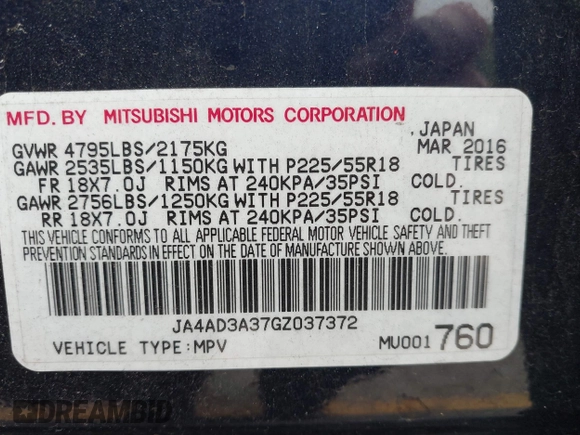 MFD. BY MITSUBISHI MOTORS CORPORATION
, JAPAN
GVWR 4795LBS/2175KG MAR 2016
GAWR 2535LBS/1150KG WITH P225/55R18 TIRES
FR 18X7.0J RIMS AT 240KPA/35PSI COLD.
GAWR 2756LBS/1250KG WITH P225/55R18 TIRES
RR 18X7.0J RIMS AT 240KPA/35PSI COLD.
THIS VEHICLE CONFORMS TO ALL APPLICABLE FEDERAL MOTOR VEHICLE SAFETY AND THEFT
PREVENTION STANDARDS IN EFFECT ON THE DATE OF MANUFACTURE SHOWN ABOVE.
JA4AD3A37GZ037372
VEHICLE TYPE:MPV MU001760
DREAMBID